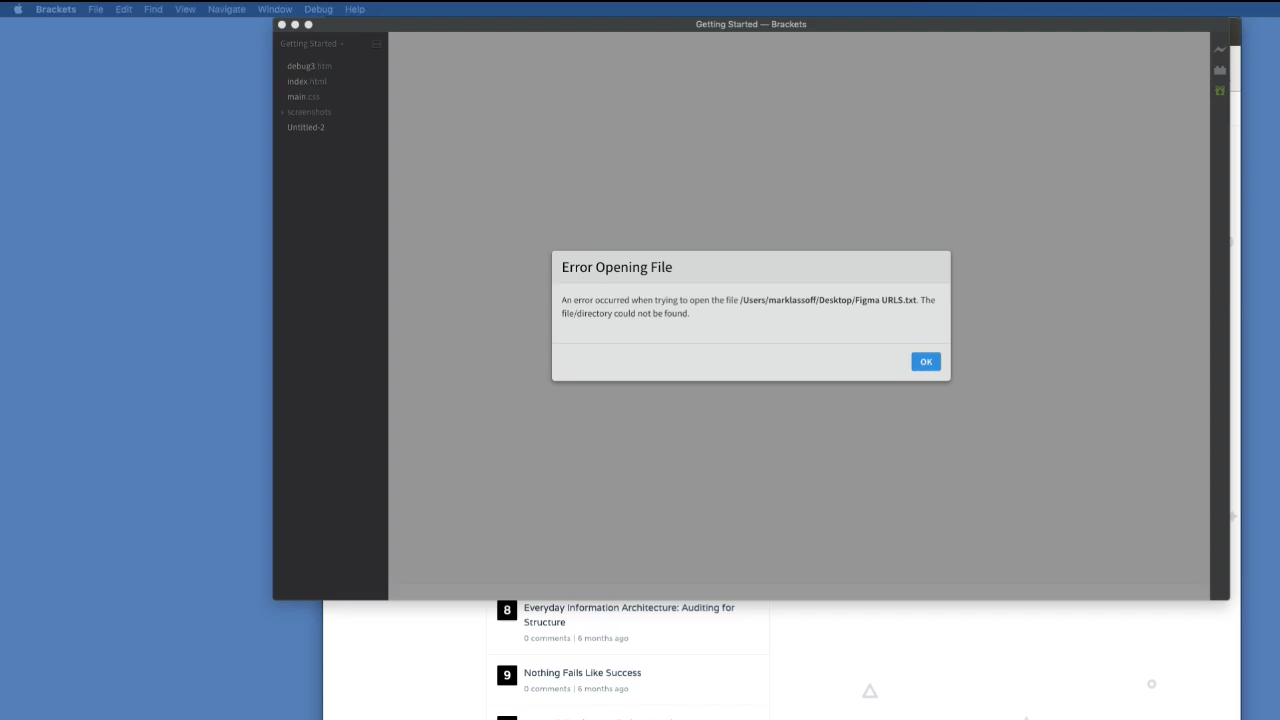 Brackets File Edit Find View Navigate Window Debug Help
Getting Started — Brackets
Getting Started
debug3.htm
index.html
main.css
screenshots
Untitled-2
Error Opening File
An error occurred when trying to open the file /Users/marklassoff/Desktop/Figma URLS.txt. The
file/directory could not be found.
OK
8 Everyday Information Architecture: Auditing for
Structure
0 comments | 6 months ago
9 Nothing Fails Like Success
0 comments | 6 months ago